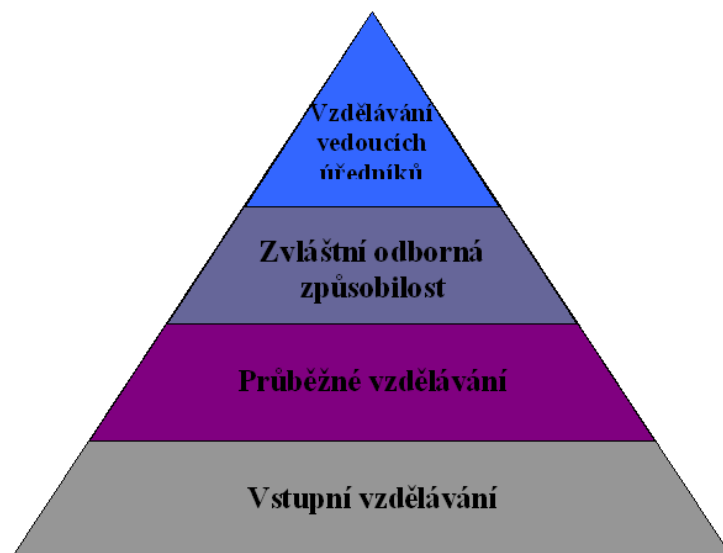 Vzdělávání
vedoucích
úředníků
Zvláštní odborná
způsobilost
Průběžné vzdělávání
Vstupní vzdělávání